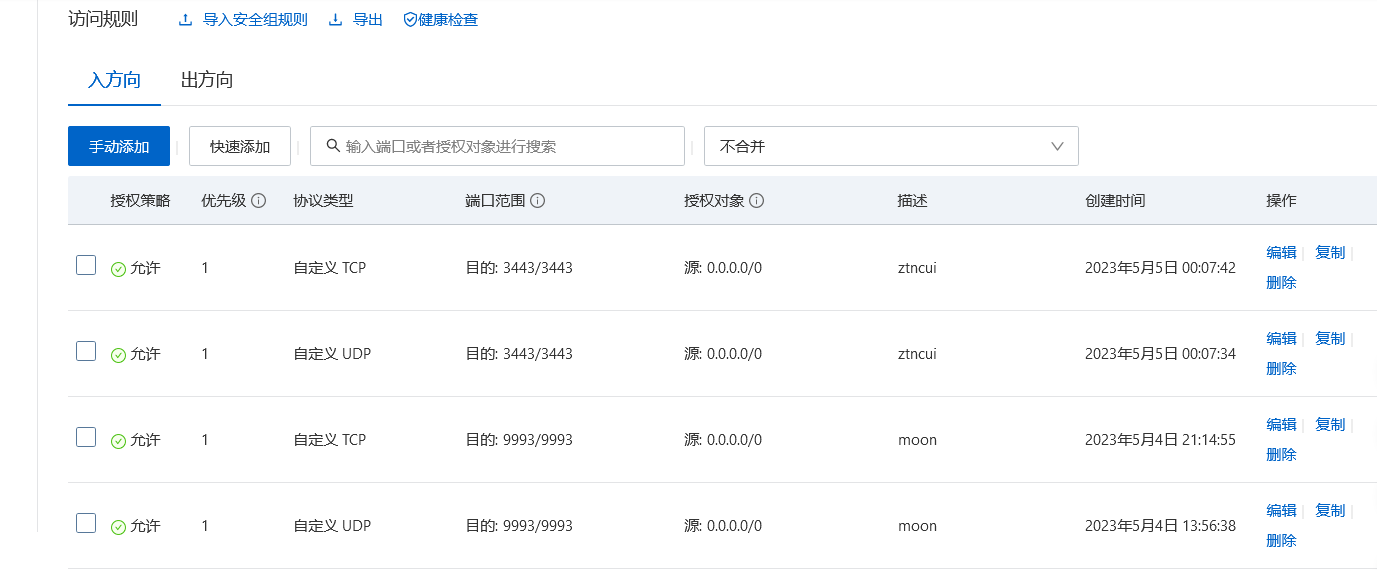 访问规则 导入安全组规则 导出 健康检查
入方向 出方向
手动添加 快速添加 输入端口或者授权对象进行搜索 不合并
授权策略 优先级 协议类型 端口范围 授权对象 描述 创建时间 操作
允许 1 自定义 TCP 目的: 3443/3443 源: 0.0.0.0/0 ztncui 2023年5月5日 00:07:42 编辑 复制
删除
允许 1 自定义 UDP 目的: 3443/3443 源: 0.0.0.0/0 ztncui 2023年5月5日 00:07:34 编辑 复制
删除
允许 1 自定义 TCP 目的: 9993/9993 源: 0.0.0.0/0 moon 2023年5月4日 21:14:55 编辑 复制
删除
允许 1 自定义 UDP 目的: 9993/9993 源: 0.0.0.0/0 moon 2023年5月4日 13:56:38 编辑 复制
删除